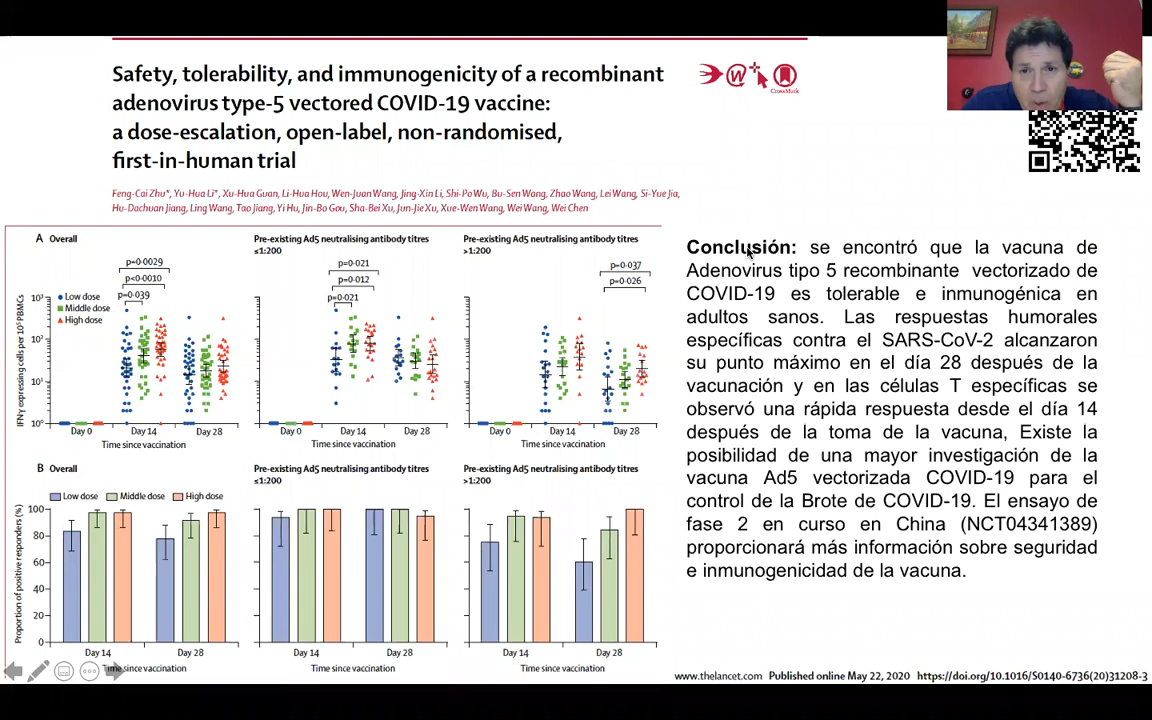 Safety, tolerability, and immunogenicity of a recombinant
adenovirus type-5 vectored COVID-19 vaccine:
a dose-escalation, open-label, non-randomised,
first-in-human trial
CrossMark
Feng-Cai Zhu*, Yu-Hua Li*, Xu-Hua Guan, Li-Hua Hou, Wen-Juan Wang, Jing-Xin Li, Shi-Po Wu, Bu-Sen Wang, Zhao Wang, Lei Wang, Si-Yue Jia,
Hu-Dachuan Jiang, Ling Wang, Tao Jiang, Yi Hu, Jin-Bo Gou, Sha-Bei Xu, Jun-Jie Xu, Xue-Wen Wang, Wei Wang, Wei Chen
A Overall
Pre-existing Ad5 neutralising antibody titres
≤1:200
Pre-existing Ad5 neutralising antibody titres
>1:200
p=0·0029
p<0·0010
p=0·039
p=0·021
p=0·012
p=0·021
p=0·037
p=0·026
Low dose
Middle dose
High dose
IFNγ expressing cells per 10⁵ PBMCs
10³
10²
10¹
10⁰
Day 0 Day 14 Day 28
Time since vaccination
Day 0 Day 14 Day 28
Time since vaccination
Day 0 Day 14 Day 28
Time since vaccination
B Overall
Pre-existing Ad5 neutralising antibody titres
≤1:200
Pre-existing Ad5 neutralising antibody titres
>1:200
Low dose Middle dose High dose
Proportion of positive responders (%)
100
80
60
40
20
0
Day 14 Day 28
Time since vaccination
Day 14 Day 28
Time since vaccination
Day 14 Day 28
Time since vaccination
Conclusión: se encontró que la vacuna de
Adenovirus tipo 5 recombinante vectorizado de
COVID-19 es tolerable e inmunogénica en
adultos sanos. Las respuestas humorales
específicas contra el SARS-CoV-2 alcanzaron
su punto máximo en el día 28 después de la
vacunación y en las células T específicas se
observó una rápida respuesta desde el día 14
después de la toma de la vacuna, Existe la
posibilidad de una mayor investigación de la
vacuna Ad5 vectorizada COVID-19 para el
control de la Brote de COVID-19. El ensayo de
fase 2 en curso en China (NCT04341389)
proporcionará más información sobre seguridad
e inmunogenicidad de la vacuna.
www.thelancet.com Published online May 22, 2020 https://doi.org/10.1016/S0140-6736(20)31208-3